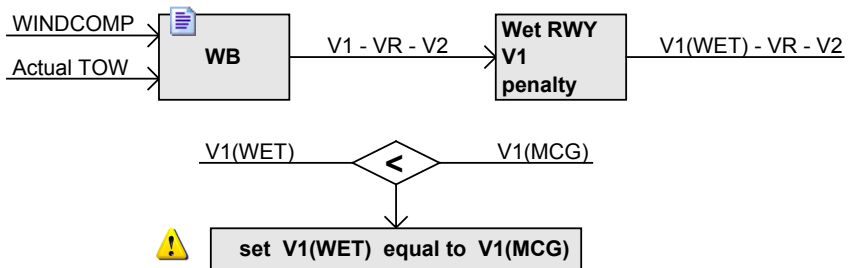 WINDCOMP
Actual TOW
WB
V1 - VR - V2
Wet RWY
V1
penalty
V1(WET) - VR - V2
V1(WET)
<
V1(MCG)
set V1(WET) equal to V1(MCG)